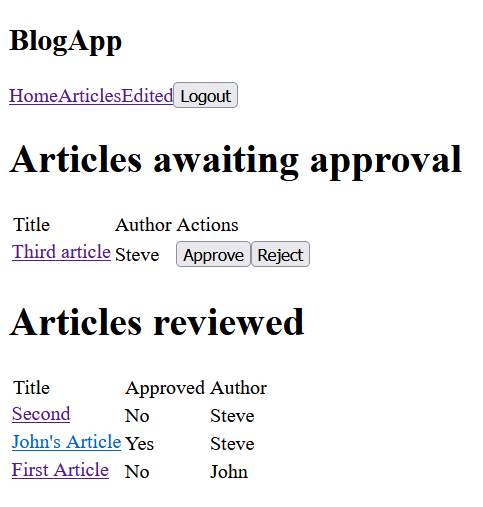 BlogApp
HomeArticlesEdited Logout
Articles awaiting approval
Title Author Actions
Third article Steve Approve Reject
Articles reviewed
Title Approved Author
Second No Steve
John's Article Yes Steve
First Article No John